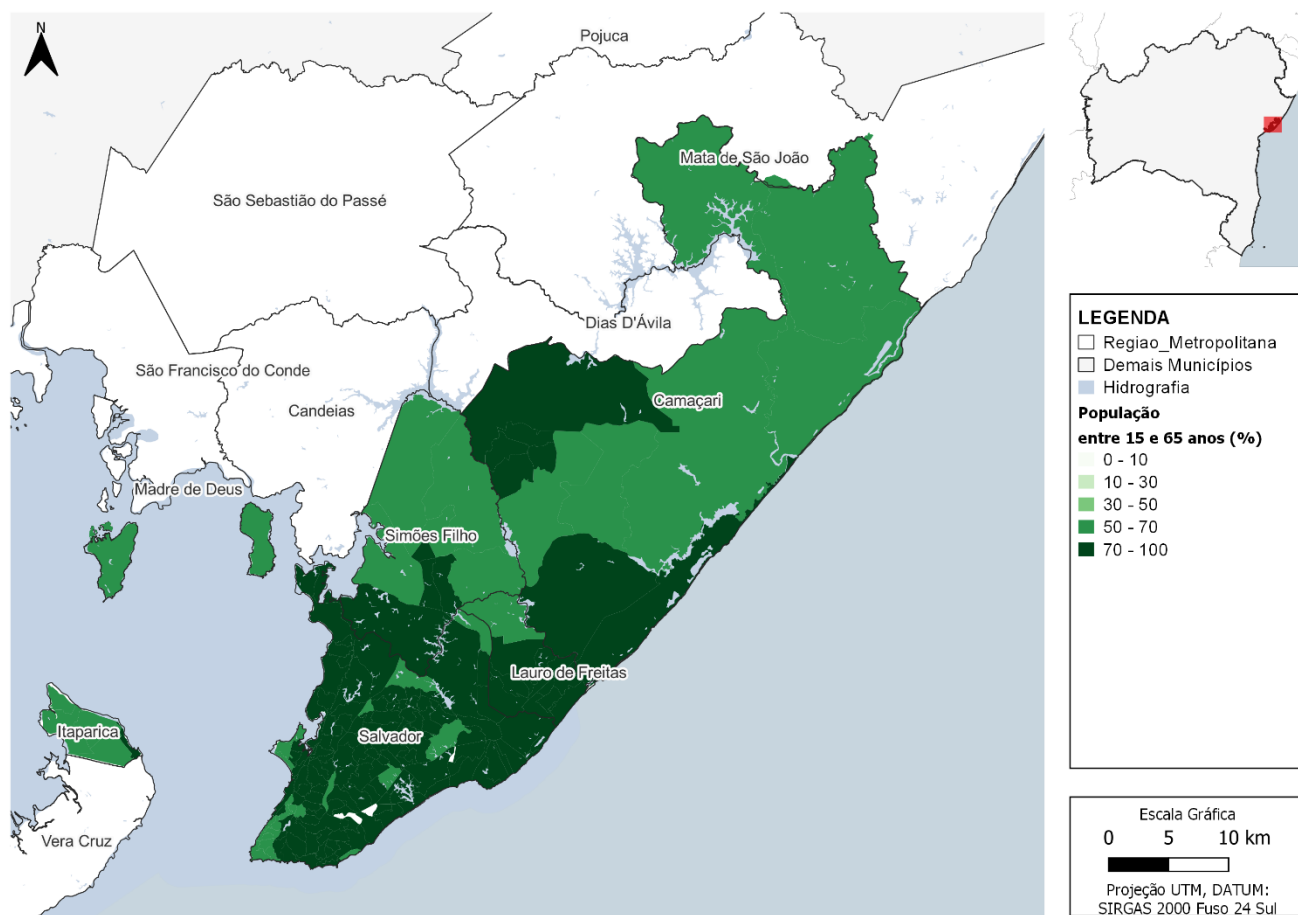 N
Pojuca
Mata de São João
São Sebastião do Passé
Dias D'Ávila
São Francisco do Conde
Camaçari
Candeias
Madre de Deus
Simões Filho
Lauro de Freitas
Itaparica
Salvador
Vera Cruz
LEGENDA
Regiao_Metropolitana
Demais Municípios
Hidrografia
População
entre 15 e 65 anos (%)
0 - 10
10 - 30
30 - 50
50 - 70
70 - 100
Escala Gráfica
0 5 10 km
Projeção UTM, DATUM:
SIRGAS 2000 Fuso 24 Sul